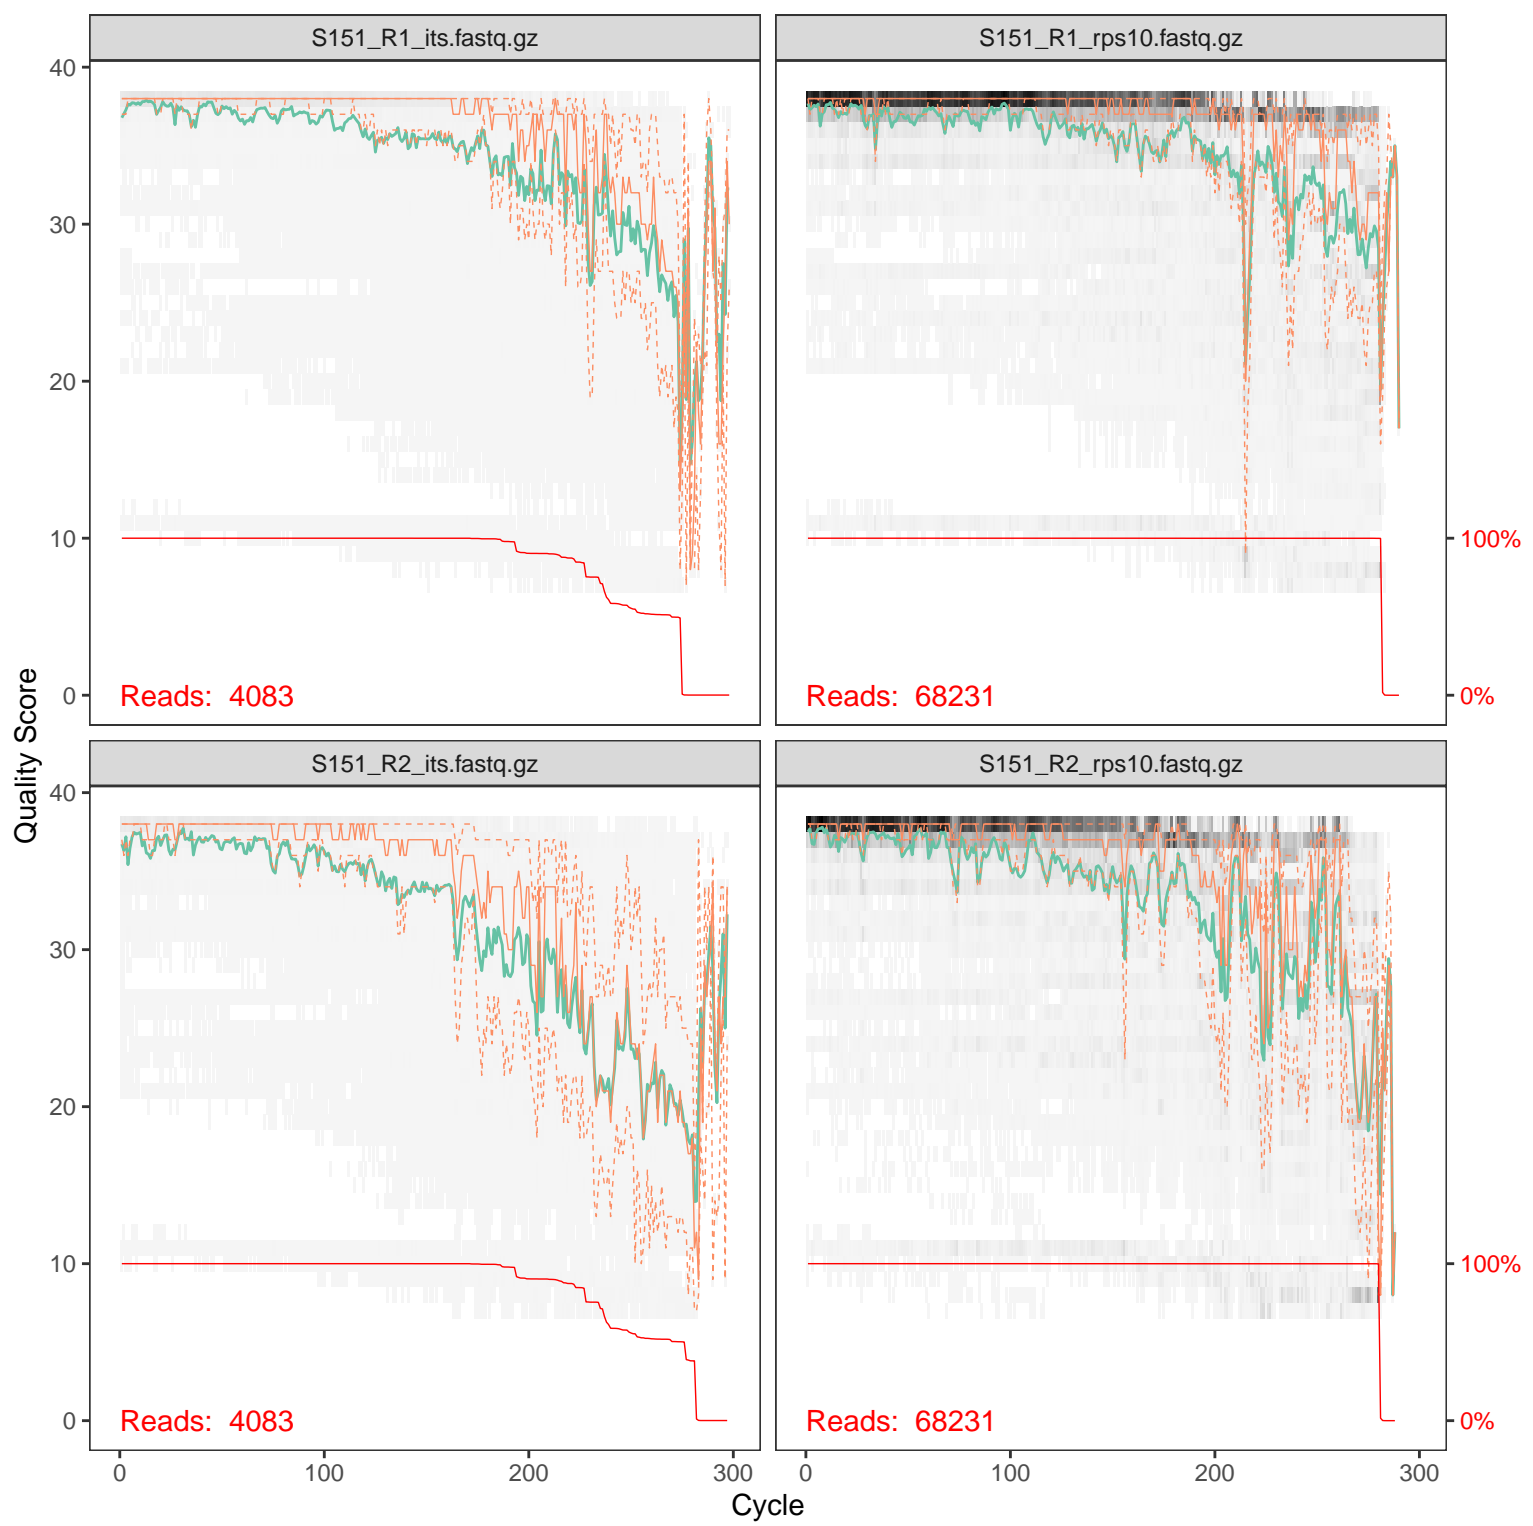 S151_R1_its.fastq.gz
S151_R1_rps10.fastq.gz
40
30
20
10
0
100%
0%
Reads: 4083
Reads: 68231
Quality Score
S151_R2_its.fastq.gz
S151_R2_rps10.fastq.gz
40
30
20
10
0
100%
0%
Reads: 4083
Reads: 68231
0
100
200
300
0
100
200
300
Cycle